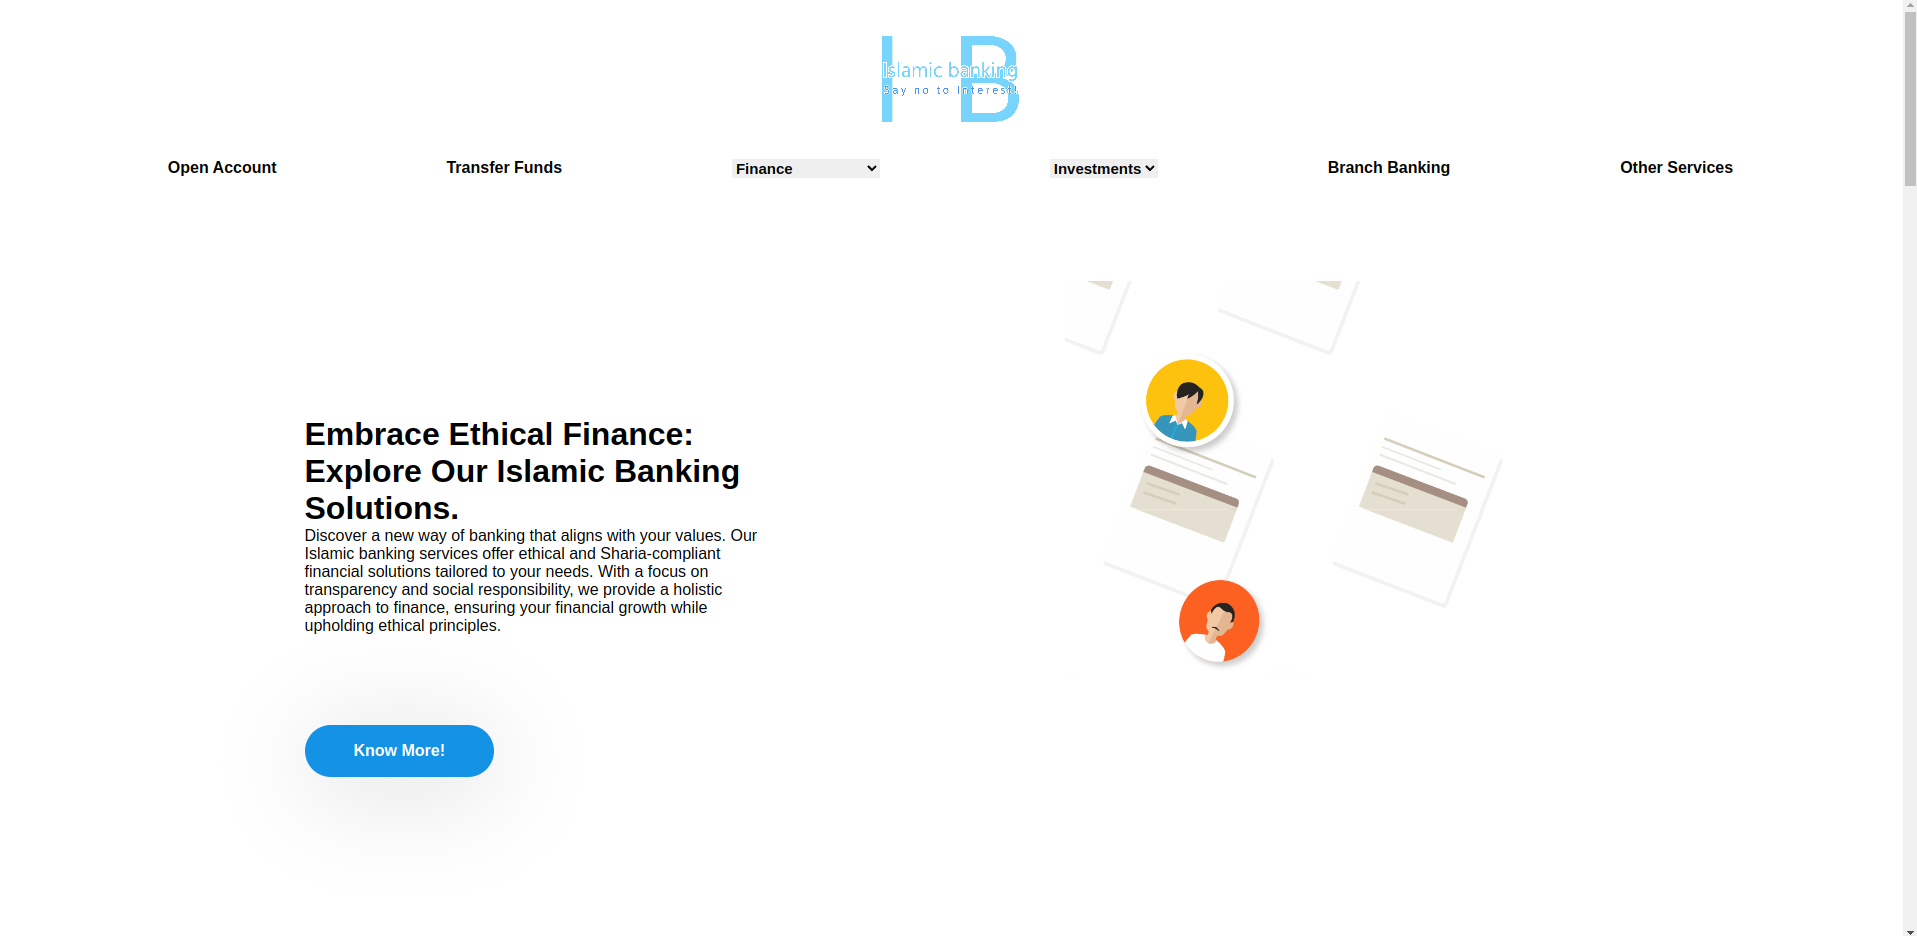 Islamic banking
Say no to Interest!
I B
Open Account Transfer Funds Finance Investments Branch Banking Other Services
Embrace Ethical Finance:
Explore Our Islamic Banking
Solutions.
Discover a new way of banking that aligns with your values. Our
Islamic banking services offer ethical and Sharia-compliant
financial solutions tailored to your needs. With a focus on
transparency and social responsibility, we provide a holistic
approach to finance, ensuring your financial growth while
upholding ethical principles.
Know More!